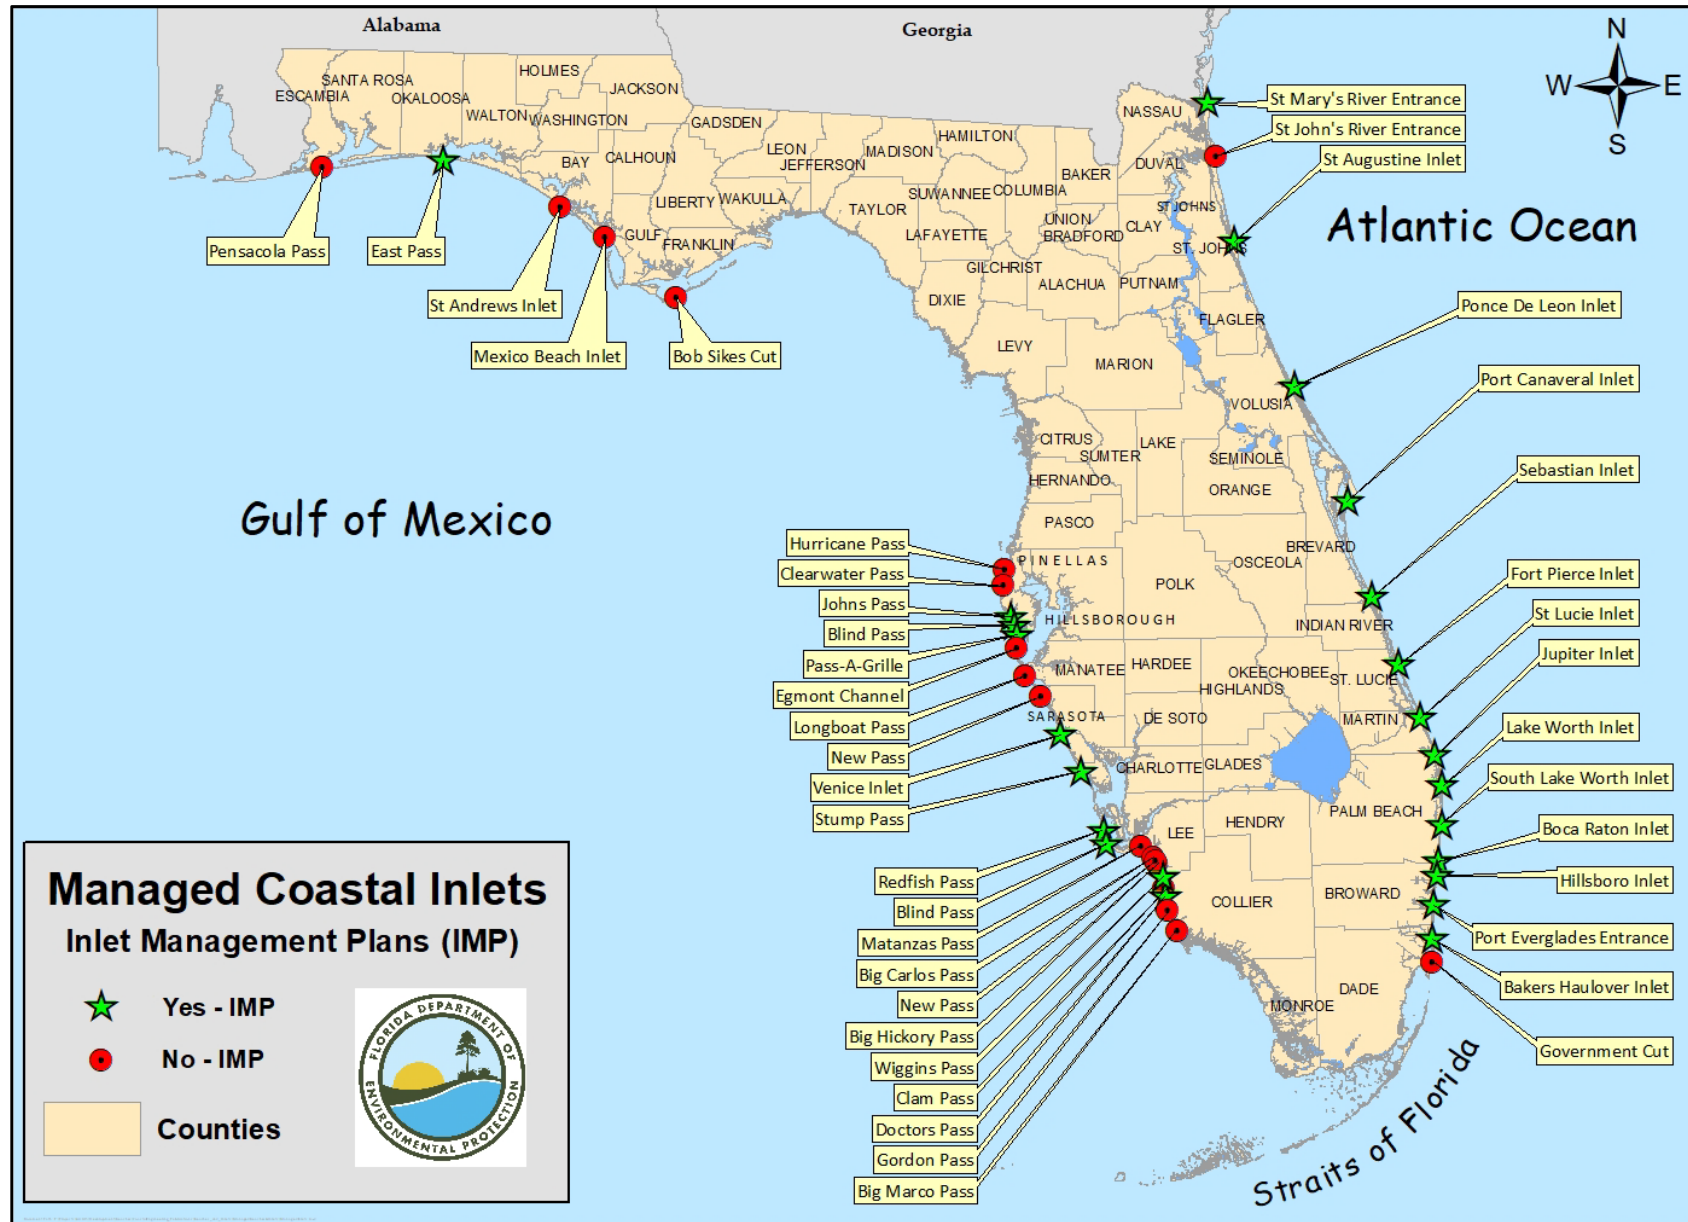 Alabama
Georgia
N
W
E
S
HOLMES
SANTA ROSA
JACKSON
ESCAMBIA
OKALOOSA
WALTON
WASHINGTON
GADSDEN
HAMILTON
NASSAU
St Mary's River Entrance
St John's River Entrance
St Augustine Inlet
LEON
JEFFERSON
MADISON
BAY
CALHOUN
BAKER
DUVAL
SUWANNEE
COLUMBIA
LIBERTY
WAKULLA
TAYLOR
UNION
BRADFORD
CLAY
ST JOHNS
LAFAYETTE
ST. JOHNS
Atlantic Ocean
GULF
FRANKLIN
Pensacola Pass
East Pass
St Andrews Inlet
Mexico Beach Inlet
Bob Sikes Cut
GILCHRIST
ALACHUA
PUTNAM
DIXIE
FLAGLER
LEVY
MARION
Ponce De Leon Inlet
Port Canaveral Inlet
VOLUSIA
CITRUS
SUMTER
LAKE
SEMINOLE
Sebastian Inlet
HERNANDO
ORANGE
PASCO
Gulf of Mexico
BREVARD
OSCEOLA
PINELLAS
POLK
Hurricane Pass
Clearwater Pass
Johns Pass
Blind Pass
Pass-A-Grille
Egmont Channel
Longboat Pass
New Pass
Venice Inlet
Stump Pass
Fort Pierce Inlet
St Lucie Inlet
Jupiter Inlet
Lake Worth Inlet
South Lake Worth Inlet
Boca Raton Inlet
Hillsboro Inlet
Port Everglades Entrance
Bakers Haulover Inlet
Government Cut
HILLSBOROUGH
INDIAN RIVER
MANATEE
HARDEE
OKEECHOBEE
HIGHLANDS
ST. LUCIE
SARASOTA
DE SOTO
MARTIN
CHARLOTTE
GLADES
PALM BEACH
LEE
HENDRY
COLLIER
BROWARD
DADE
MONROE
Redfish Pass
Blind Pass
Matanzas Pass
Big Carlos Pass
New Pass
Big Hickory Pass
Wiggins Pass
Clam Pass
Doctors Pass
Gordon Pass
Big Marco Pass
Straits of Florida
Managed Coastal Inlets
Inlet Management Plans (IMP)
Yes - IMP
No - IMP
Counties
FLORIDA DEPARTMENT OF
ENVIRONMENTAL PROTECTION